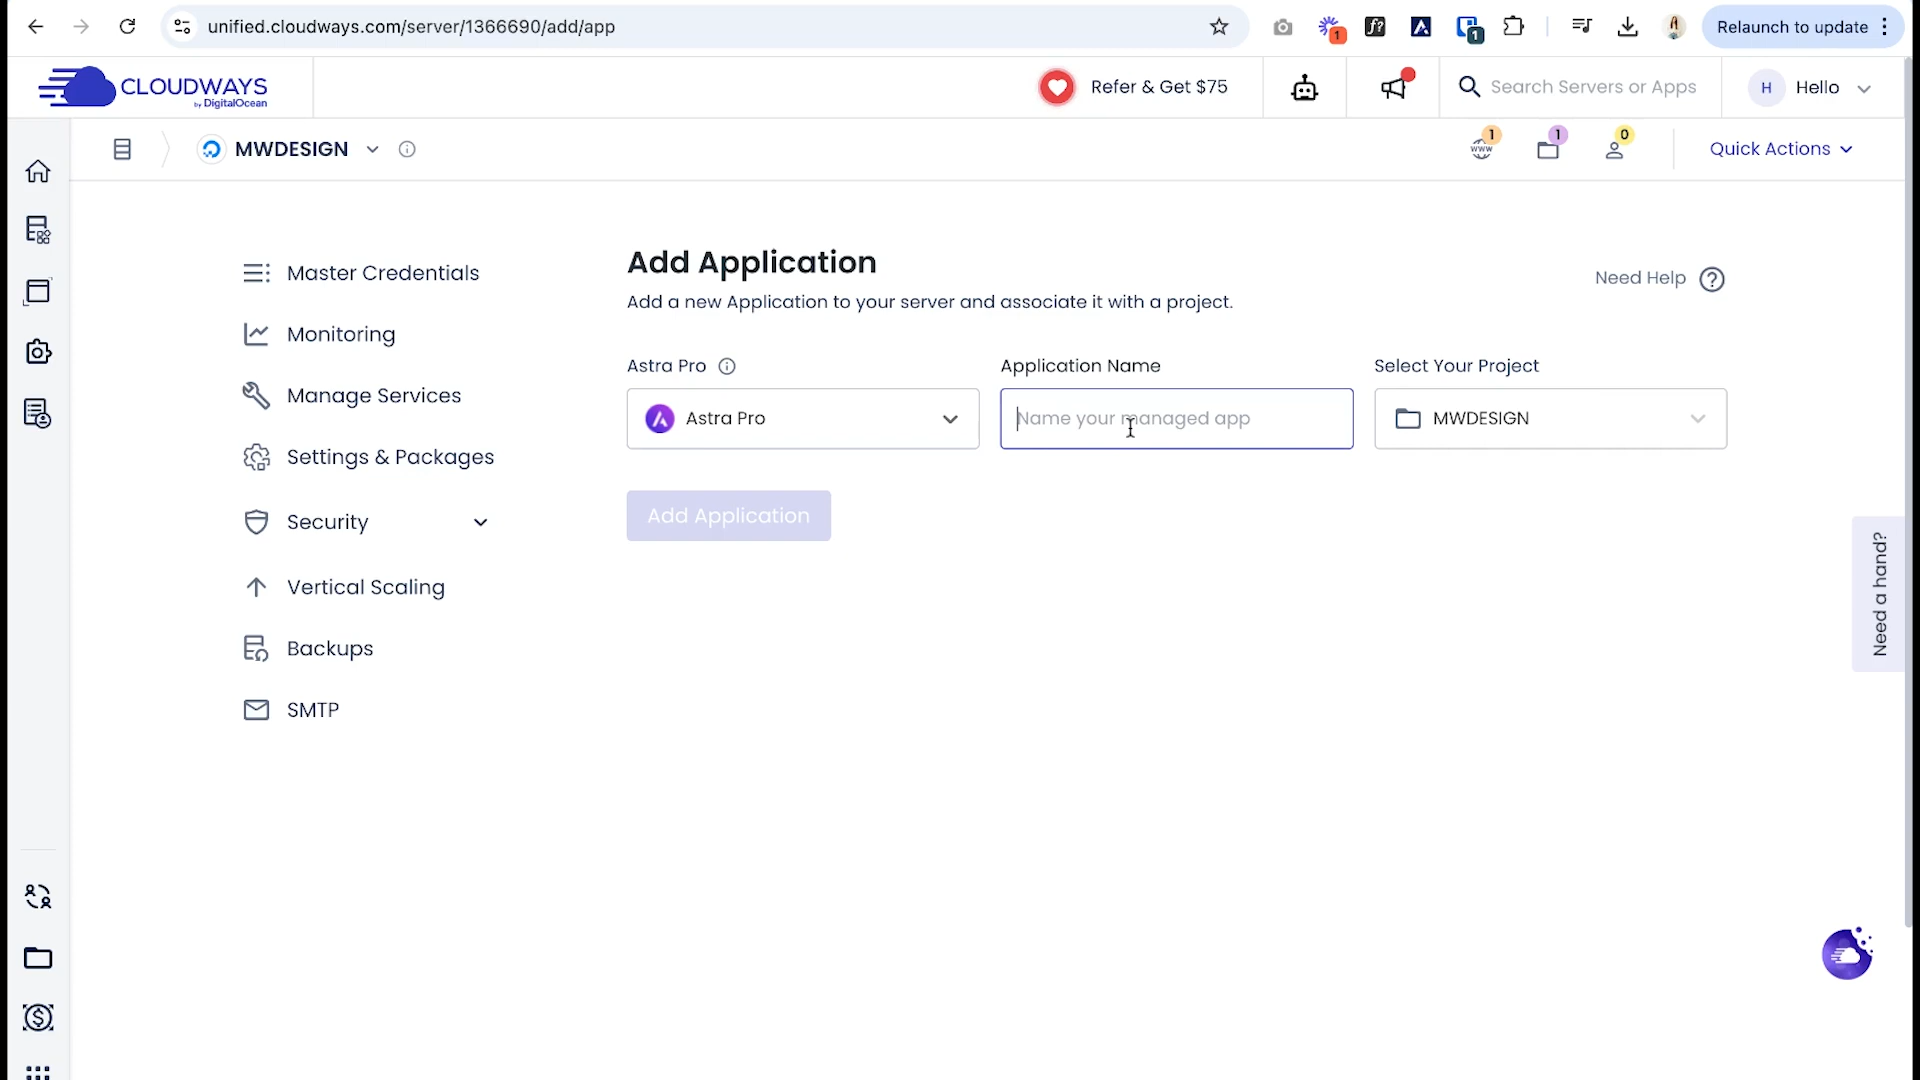 unified.cloudways.com/server/1366690/add/app
1
f?
1
Relaunch to update
CLOUDWAYS
by DigitalOcean
Refer & Get $75
Search Servers or Apps
H
Hello
MWDESIGN
www
1
1
0
Quick Actions
Master Credentials
Monitoring
Manage Services
Settings & Packages
Security
Vertical Scaling
Backups
SMTP
Add Application
Add a new Application to your server and associate it with a project.
Need Help
Astra Pro
Application Name
Select Your Project
Astra Pro
Name your managed app
MWDESIGN
Add Application
Need a hand?